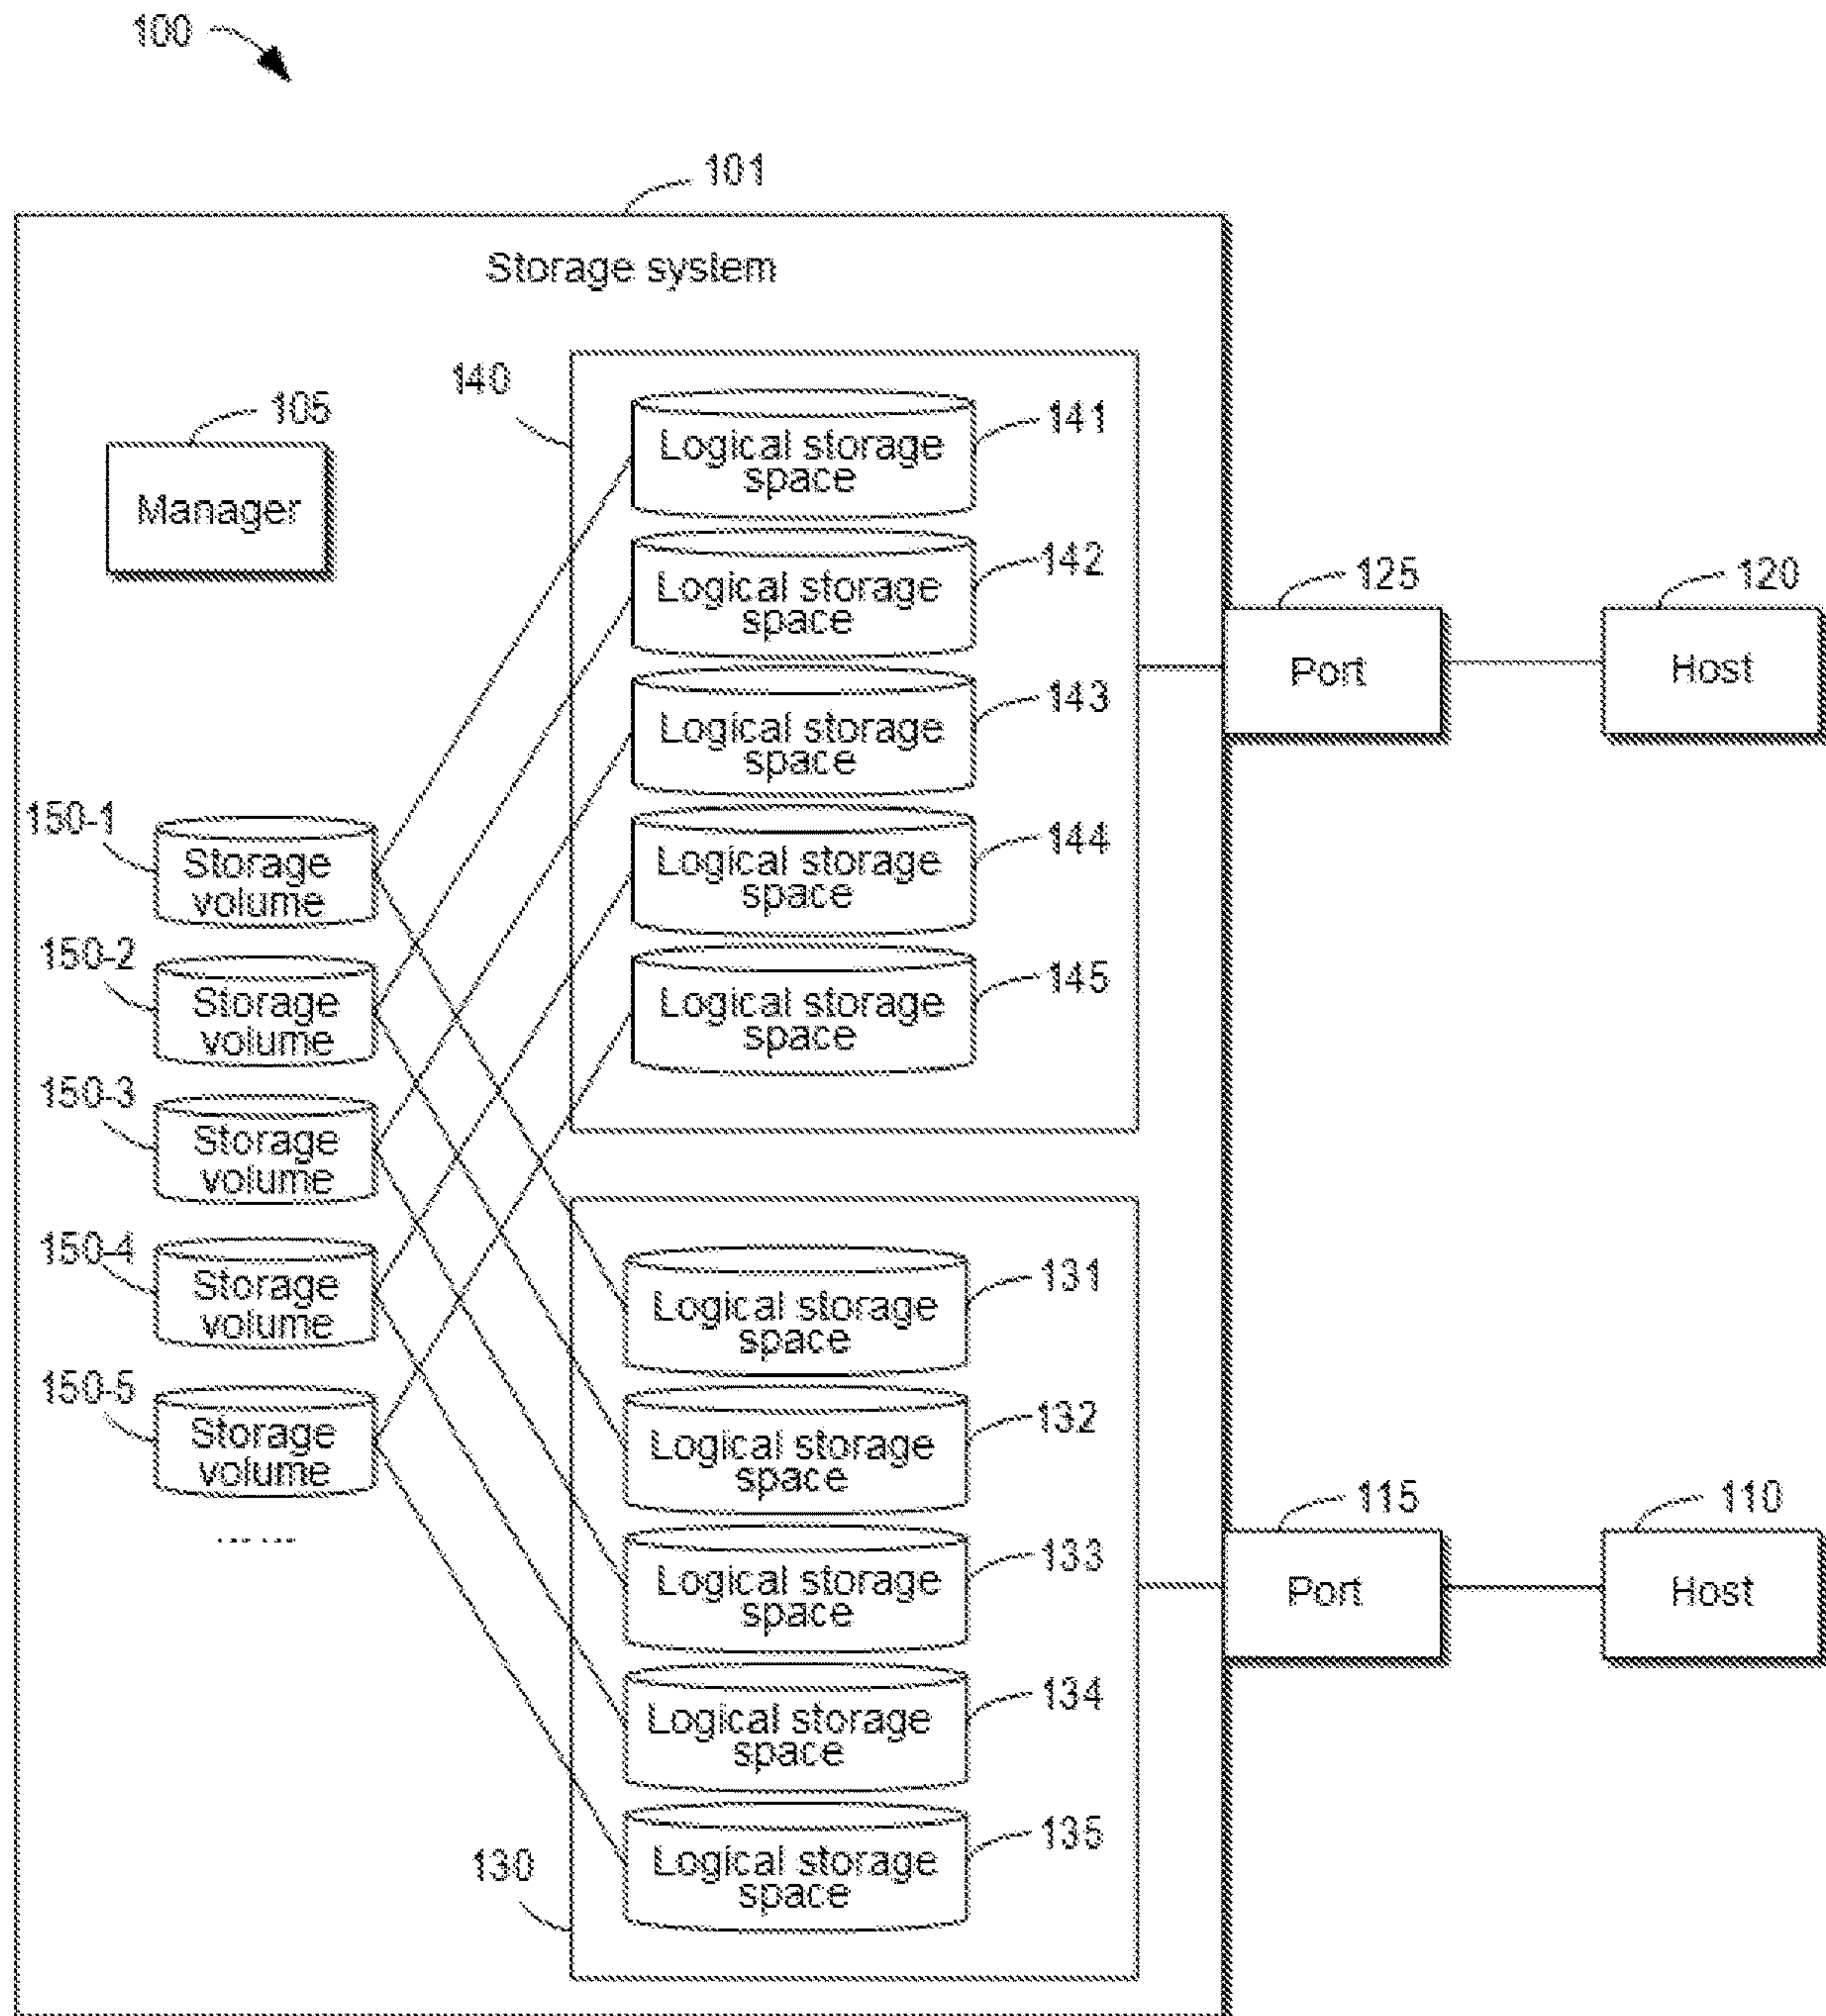 100
101
Storage system
140
105
Manager
Logical storage
space
141
Logical storage
space
142
Logical storage
space
143
Logical storage
space
144
Logical storage
space
145
125
Port
120
Host
150-1
Storage
volume
150-2
Storage
volume
150-3
Storage
volume
150-4
Storage
volume
150-5
Storage
volume
... ...
Logical storage
space
131
Logical storage
space
132
Logical storage
space
133
Logical storage
space
134
Logical storage
space
135
130
115
Port
110
Host